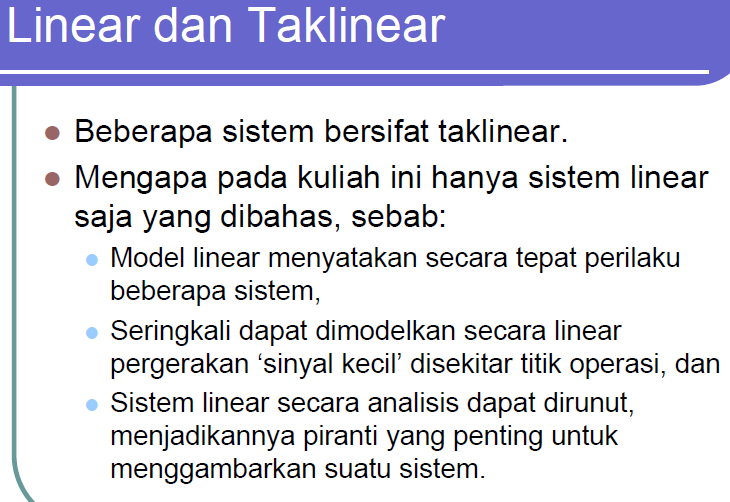 Linear dan Taklinear
Beberapa sistem bersifat taklinear.
Mengapa pada kuliah ini hanya sistem linear
saja yang dibahas, sebab:
Model linear menyatakan secara tepat perilaku
beberapa sistem,
Seringkali dapat dimodelkan secara linear
pergerakan ‘sinyal kecil’ disekitar titik operasi, dan
Sistem linear secara analisis dapat dirunut,
menjadikannya piranti yang penting untuk
menggambarkan suatu sistem.